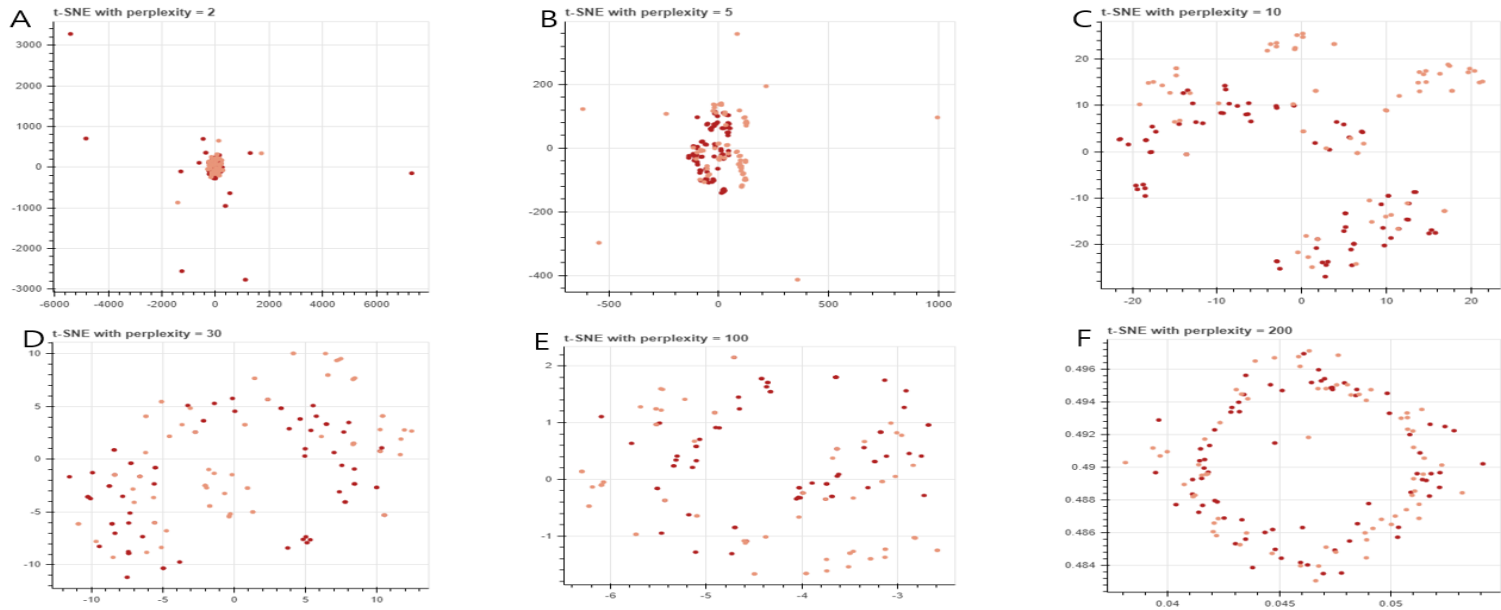 A
t-SNE with perplexity = 2
3000
2000
1000
0
-1000
-2000
-3000
-6000 -4000 -2000 0 2000 4000 6000
B
t-SNE with perplexity = 5
200
0
-200
-400
-500 0 500 1000
C
t-SNE with perplexity = 10
20
10
0
-10
-20
-20 -10 0 10 20
D
t-SNE with perplexity = 30
10
5
0
-5
-10
-10 -5 0 5 10
E
t-SNE with perplexity = 100
2
1
0
-1
-6 -5 -4 -3
F
t-SNE with perplexity = 200
0.496
0.494
0.492
0.49
0.488
0.486
0.484
0.04 0.045 0.05